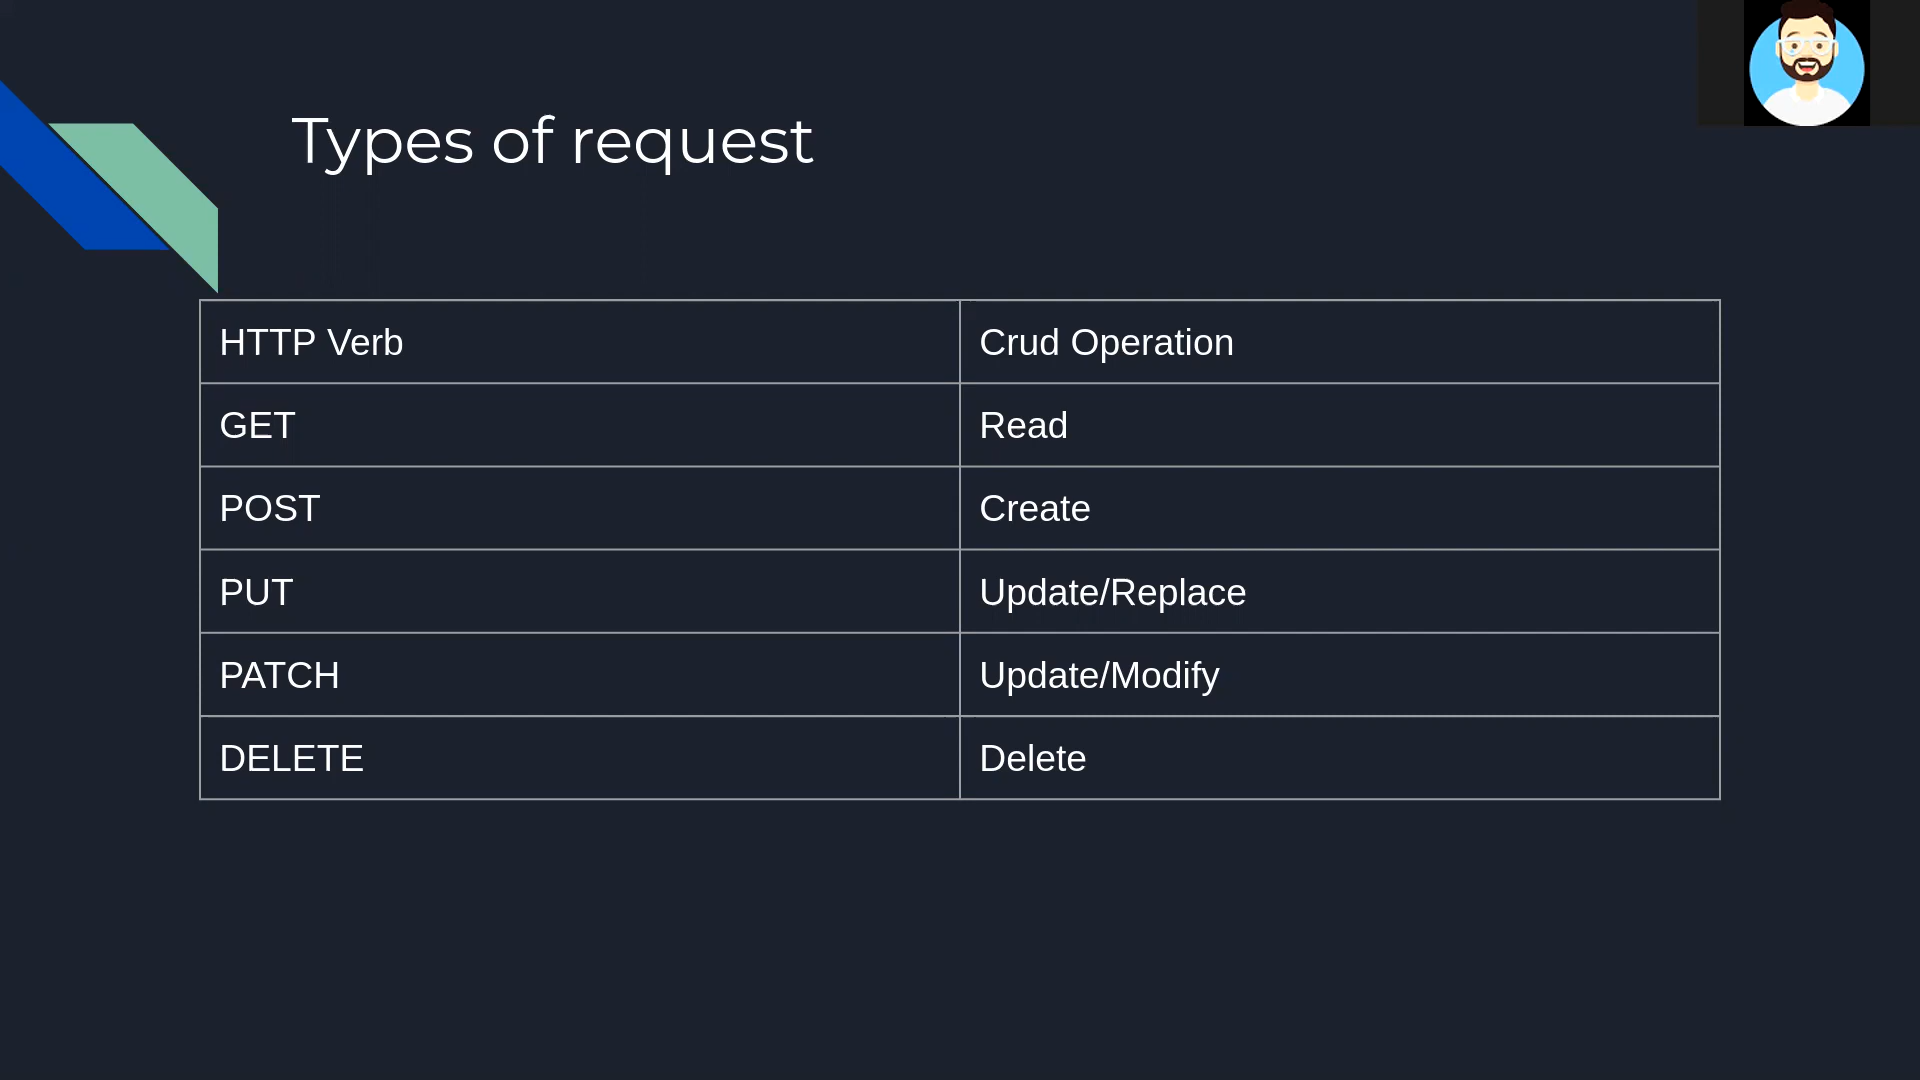 Types of request
HTTP Verb
Crud Operation
GET
Read
POST
Create
PUT
Update/Replace
PATCH
Update/Modify
DELETE
Delete